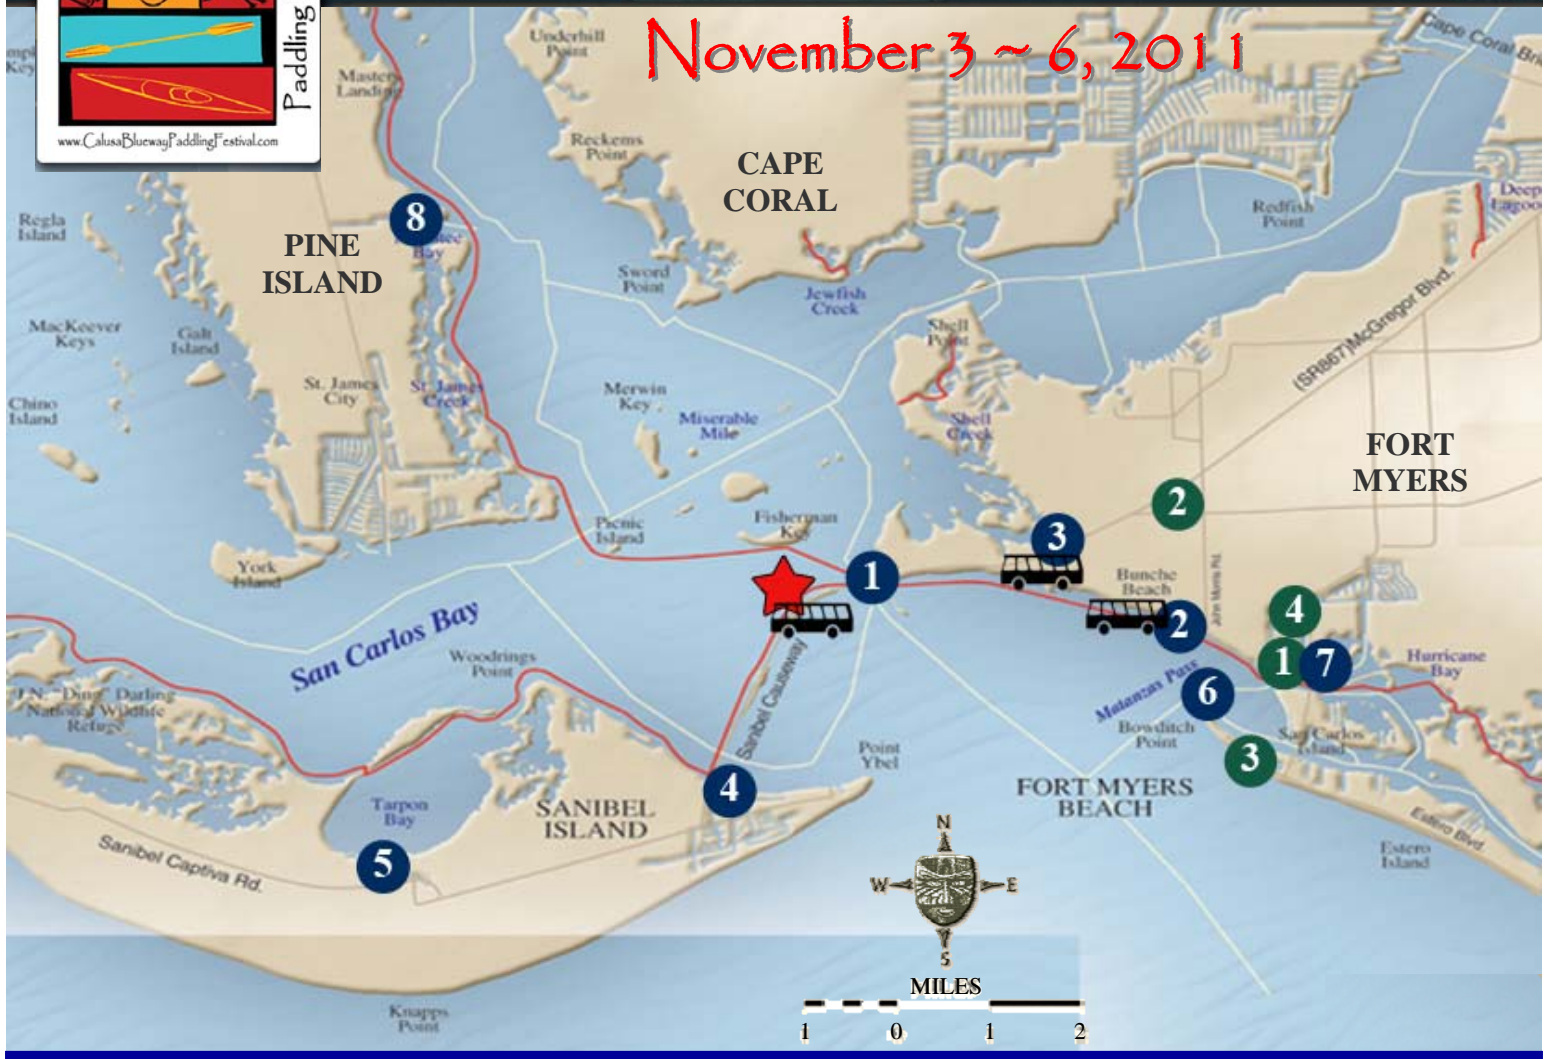 Paddling
www.CalusaBluewayPaddlingFestival.com
November 3 ~ 6, 2011
Underhill
Point
Cape Coral
Key
Masters
Landing
Reckems
Point
CAPE
CORAL
Deep
Redfish
Point
Regla
Island
8
Bay
PINE
ISLAND
Sword
Point
Jewfish
Creek
MacKeever
Keys
Galt
Island
Shell
Point
(SR867)McGregor Blvd.
St. James
City
St. James
Creek
Merwin
Key
Miserable
Mile
Chino
Island
Shell
Creek
FORT
MYERS
2
Picnic
Island
Fisherman
Key
3
York
Island
1
Bunche
Beach
John Morris Rd.
4
2
San Carlos Bay
Woodrings
Point
1
7
Hurricane
Bay
J.N. "Ding" Darling
National Wildlife
Refuge
Sanibel Causeway
Matanzas Pass
6
Bowditch
Point
San Carlos
Island
Point
Ybel
3
4
FORT MYERS
BEACH
Tarpon
Bay
SANIBEL
ISLAND
Estero Blvd.
Sanibel Captiva Rd.
5
Estero
Island
N
W
E
S
MILES
1 0 1 2
Knapps
Point